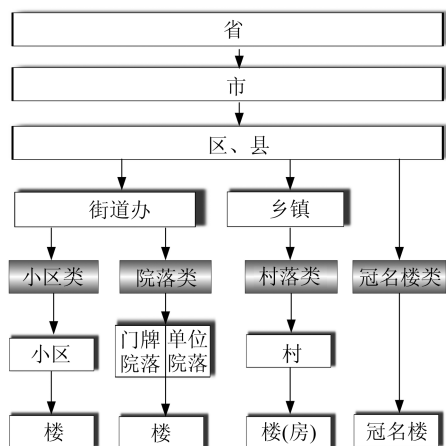 省
市
区、县
街道办
乡镇
小区类
院落类
村落类
冠名楼类
小区
门牌
院落
单位
院落
村
楼
楼
楼(房)
冠名楼